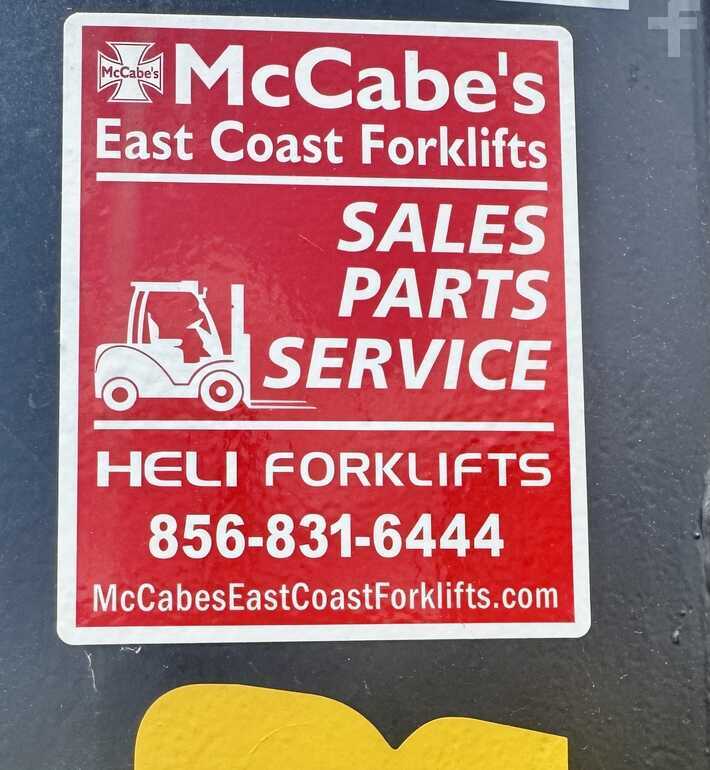 McCabe's
McCabe's
East Coast Forklifts
SALES
PARTS
SERVICE
HELI FORKLIFTS
856-831-6444
McCabesEastCoastForklifts.com